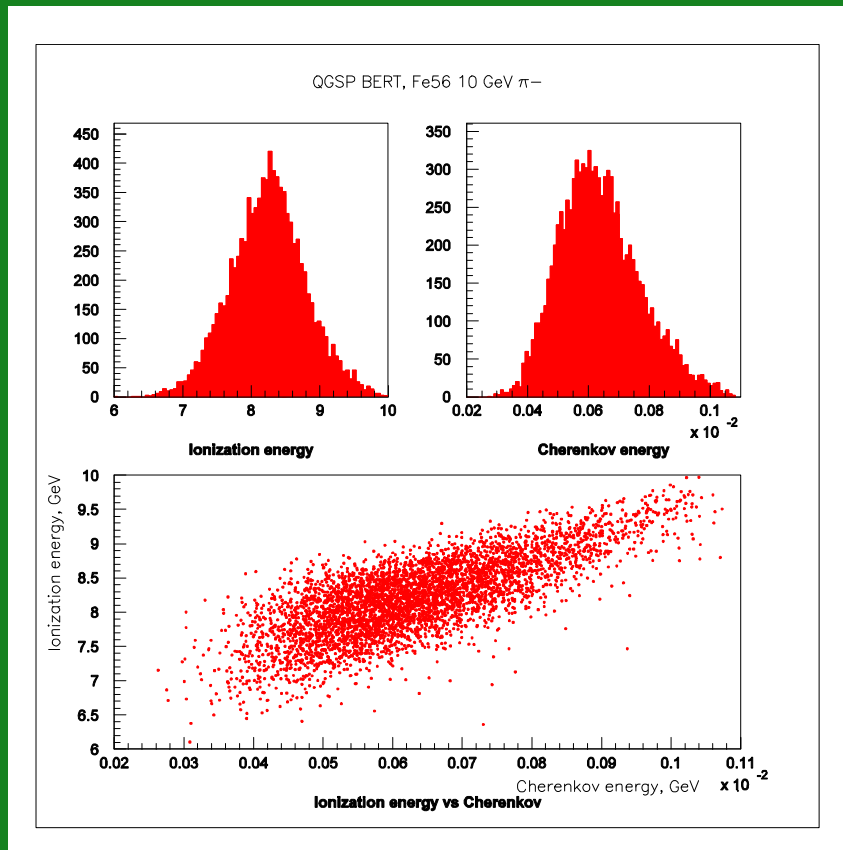 QGSP BERT, Fe56 10 GeV π−
450
400
350
300
250
200
150
100
50
0
6 7 8 9 10
Ionization energy
350
300
250
200
150
100
50
0
0.02 0.04 0.06 0.08 0.1
x 10 -2
Cherenkov energy
Ionization energy, GeV
10
9.5
9
8.5
8
7.5
7
6.5
6
0.02 0.03 0.04 0.05 0.06 0.07 0.08 0.09 0.1 0.11
Cherenkov energy, GeV x 10 -2
Ionization energy vs Cherenkov